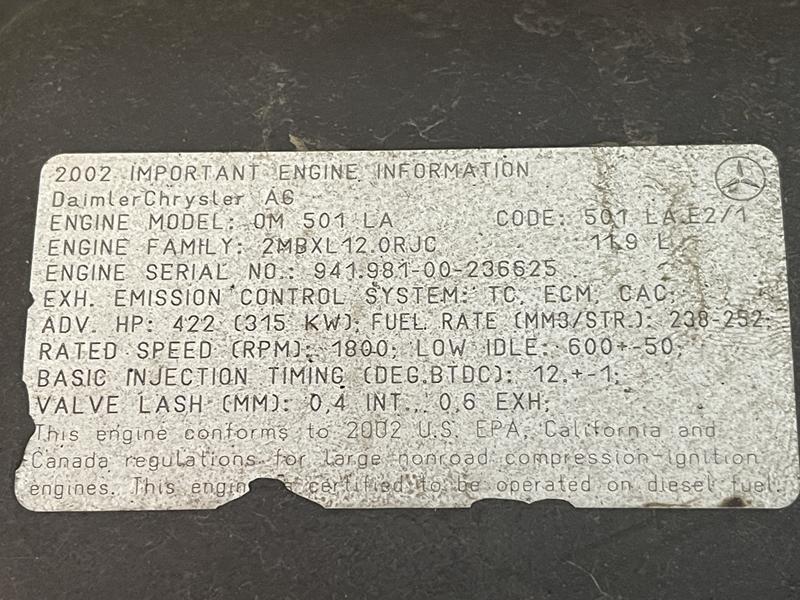 2002 IMPORTANT ENGINE INFORMATION
DaimlerChrysler AG
ENGINE MODEL: OM 501 LA CODE: 501 LA.E2/1
ENGINE FAMILY: 2MBXL12.0RJC 11.9 L
ENGINE SERIAL NO.: 941.981-00-236625
EXH. EMISSION CONTROL SYSTEM: TC, ECM, CAC;
ADV. HP: 422 (315 KW); FUEL RATE (MM3/STR.): 238-252;
RATED SPEED (RPM): 1800; LOW IDLE: 600+-50;
BASIC INJECTION TIMING (DEG.BTDC): 12.+-1;
VALVE LASH (MM): 0,4 INT., 0,6 EXH;
This engine conforms to 2002 U.S. EPA, California and
Canada regulations for large nonroad compression-ignition
engines. This engin certified to be operated on diesel fuel.